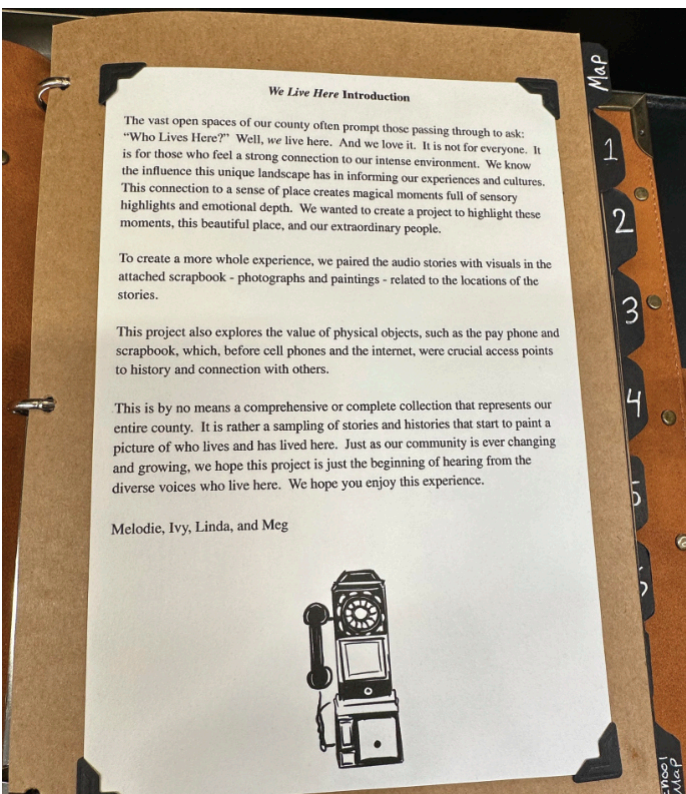 We Live Here Introduction
The vast open spaces of our county often prompt those passing through to ask:
"Who Lives Here?" Well, we live here. And we love it. It is not for everyone. It
is for those who feel a strong connection to our intense environment. We know
the influence this unique landscape has in informing our experiences and cultures.
This connection to a sense of place creates magical moments full of sensory
highlights and emotional depth. We wanted to create a project to highlight these
moments, this beautiful place, and our extraordinary people.
To create a more whole experience, we paired the audio stories with visuals in the
attached scrapbook - photographs and paintings - related to the locations of the
stories.
This project also explores the value of physical objects, such as the pay phone and
scrapbook, which, before cell phones and the internet, were crucial access points
to history and connection with others.
This is by no means a comprehensive or complete collection that represents our
entire county. It is rather a sampling of stories and histories that start to paint a
picture of who lives and has lived here. Just as our community is ever changing
and growing, we hope this project is just the beginning of hearing from the
diverse voices who live here. We hope you enjoy this experience.
Melodie, Ivy, Linda, and Meg
Map
1
2
3
4
5
Map